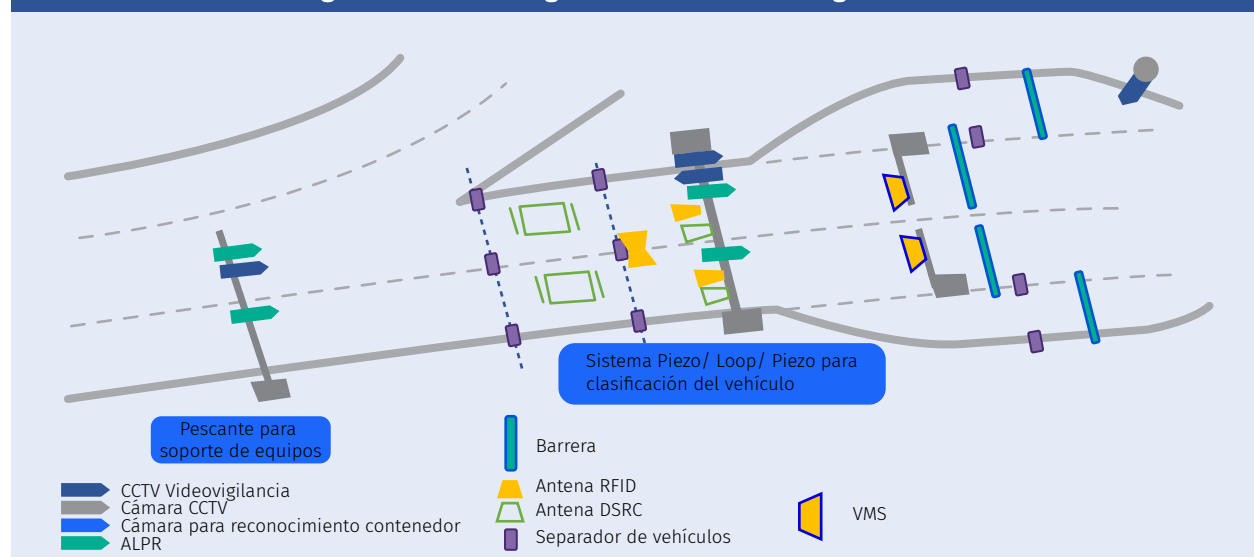 Sistema Piezo/ Loop/ Piezo para
clasificación del vehículo
Pescante para
soporte de equipos
CCTV Videovigilancia
Cámara CCTV
Cámara para reconocimiento contenedor
ALPR
Barrera
Antena RFID
Antena DSRC
Separador de vehículos
VMS